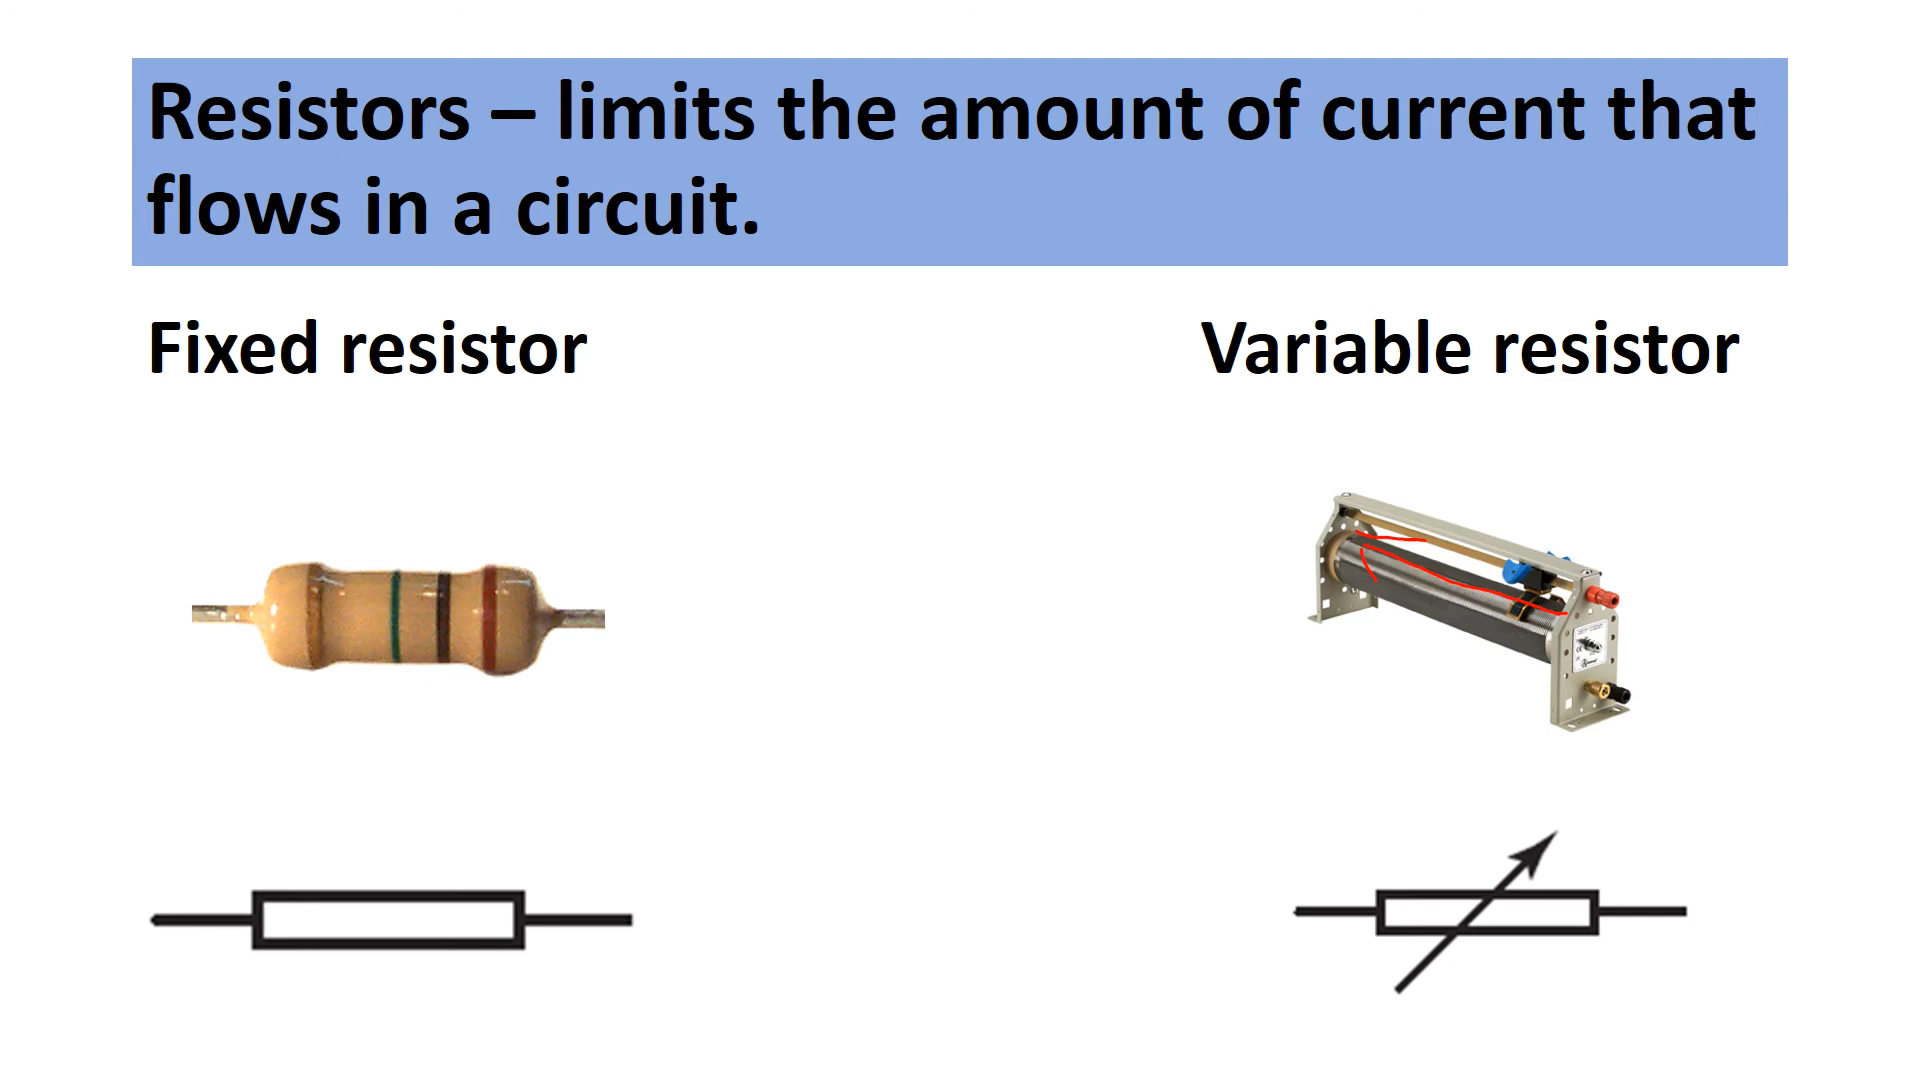 Resistors – limits the amount of current that
flows in a circuit.
Fixed resistor
Variable resistor